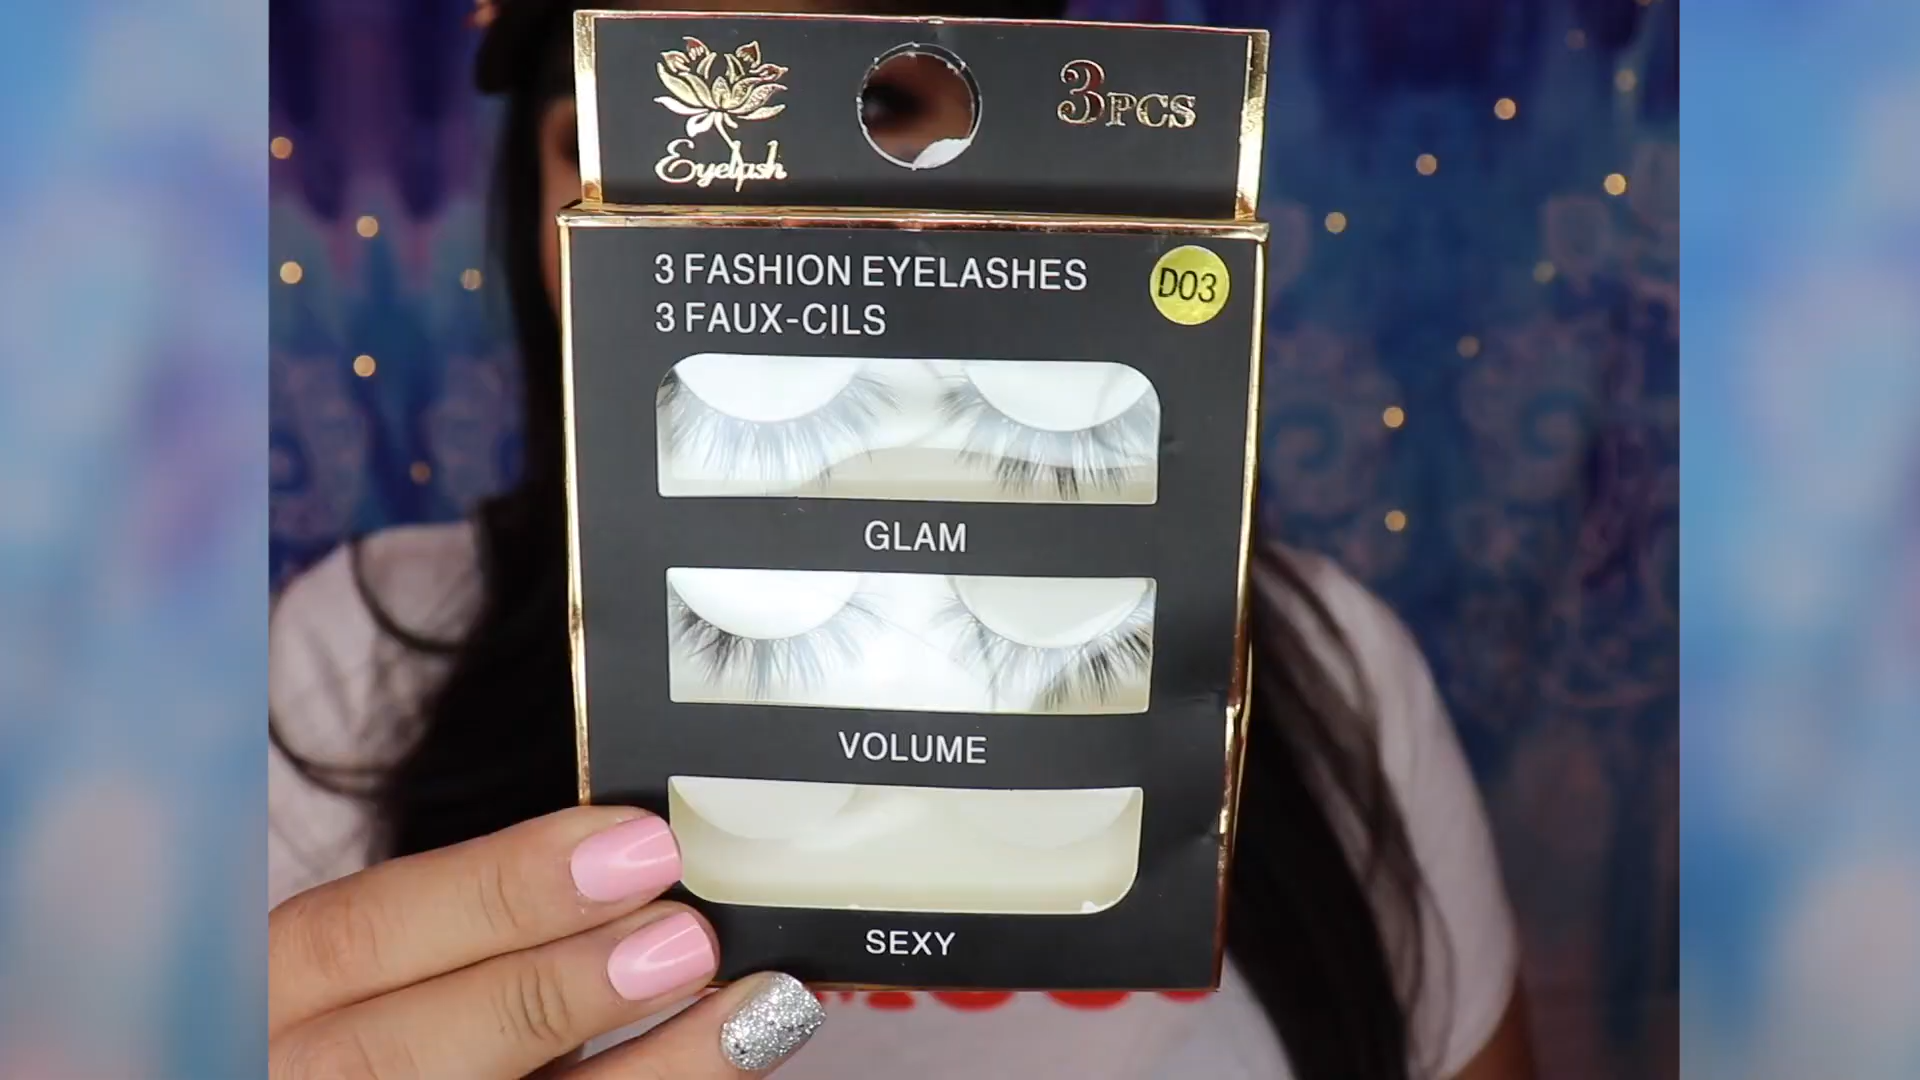 Eyelash
3PCS
3 FASHION EYELASHES
3 FAUX-CILS
D03
GLAM
VOLUME
SEXY